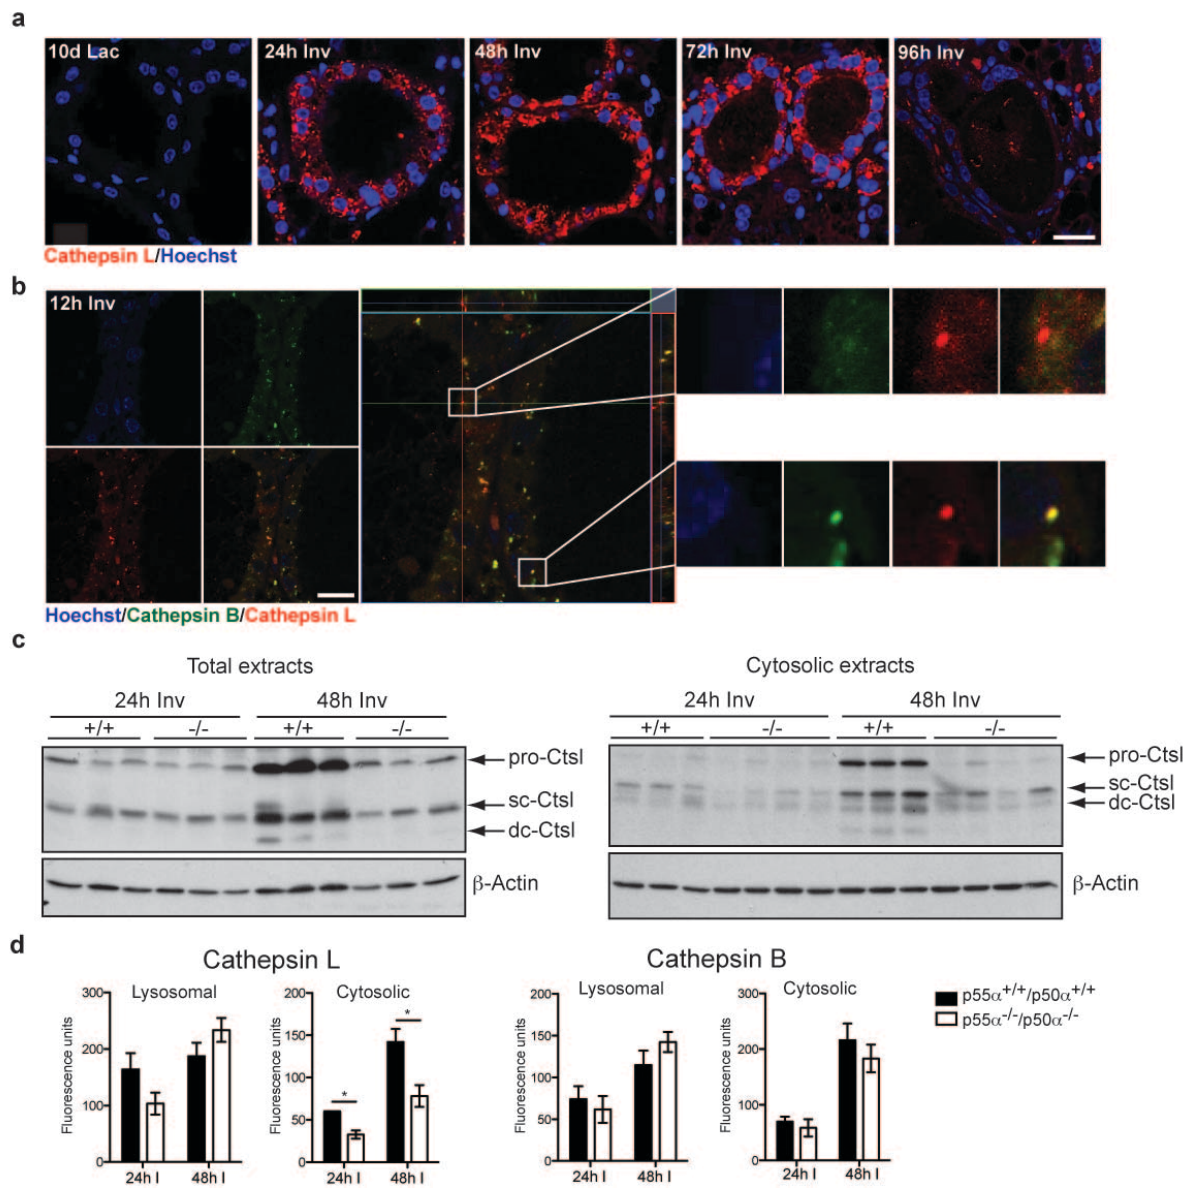 a
10d Lac
24h Inv
48h Inv
72h Inv
96h Inv
Cathepsin L/Hoechst
b
12h Inv
Hoechst/Cathepsin B/Cathepsin L
c
Total extracts
24h Inv 48h Inv
+/+ -/- +/+ -/-
pro-Ctsl
sc-Ctsl
dc-Ctsl
β-Actin
Cytosolic extracts
24h Inv 48h Inv
+/+ -/- +/+ -/-
pro-Ctsl
sc-Ctsl
dc-Ctsl
β-Actin
d
Cathepsin L
Lysosomal
Fluorescence units
300
200
100
0
24h I 48h I
Cytosolic
Fluorescence units
200
150
100
50
0
*
*
24h I 48h I
Cathepsin B
Lysosomal
Fluorescence units
200
150
100
50
0
24h I 48h I
Cytosolic
Fluorescence units
300
200
100
0
24h I 48h I
p55α+/+/p50α+/+
p55α-/-/p50α-/-